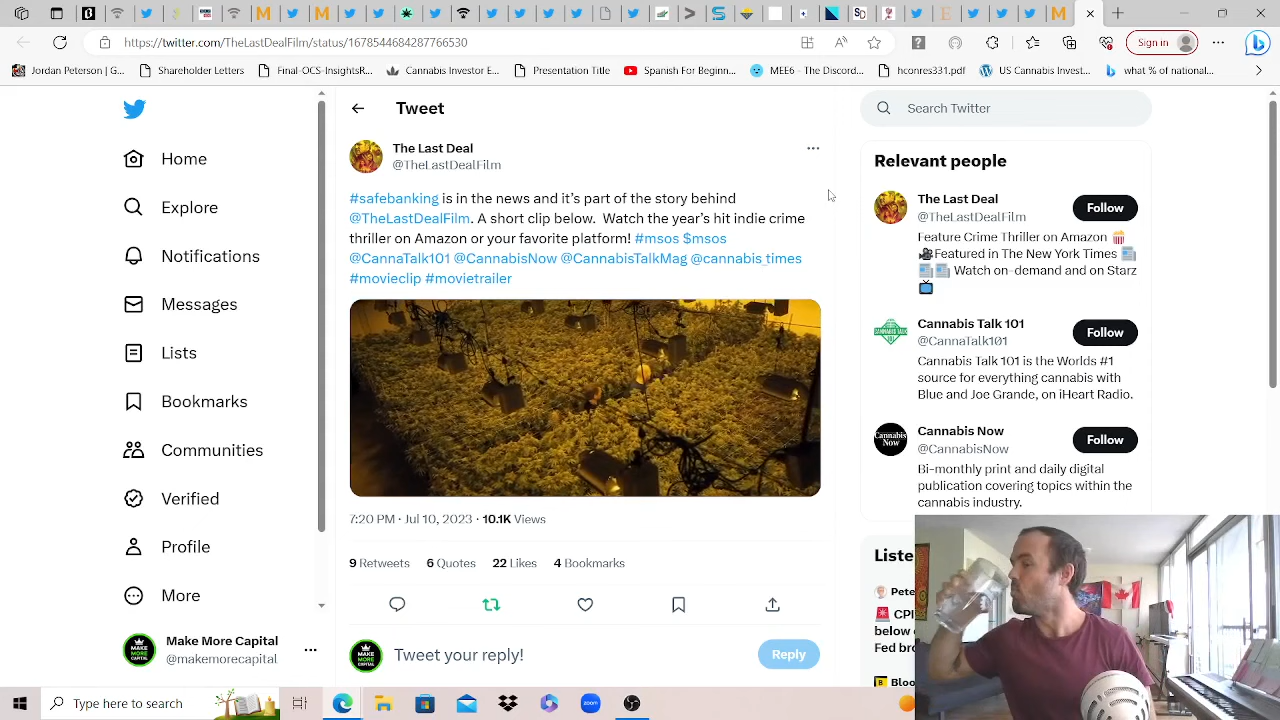 https://twitter.com/TheLastDealFilm/status/1678544684287766530
Sign in
Jordan Peterson | G...
Shareholder Letters
Final-OCS-InsightsR
Cannabis Investor I...
Presentation Title
Spanish For Begin...
MEE6 - The Discord...
hcones331.pdf
US Cannabis Invest...
what % of nationa...
Home
Explore
Notifications
Messages
Lists
Bookmarks
Communities
Verified
Profile
More
Make More Capital
@makemorecapital
Tweet
The Last Deal
@TheLastDealFilm
#safebanking is in the news and it’s part of the story behind
@TheLastDealFilm. A short clip below. Watch the year’s hit indie crime
thriller on Amazon or your favorite platform! #msos $msos
@CannaTalk101 @CannabisNow @CannabisTalkMag @cannabis_times
#movieclip #movietrailer
7:20 PM · Jul 10, 2023 · 10.1K Views
9 Retweets 6 Quotes 22 Likes 4 Bookmarks
MAKE
MORE
CAPITAL
Tweet your reply!
Reply
Search Twitter
Relevant people
The Last Deal
@TheLastDealFilm
Follow
Feature Crime Thriller on Amazon
Featured in The New York Times
Watch on-demand and on Starz
Cannabis Talk 101
@CannaTalk101
Follow
Cannabis Talk 101 is the Worlds #1
source for everything cannabis with
Blue and Joe Grande, on iHeart Radio.
Cannabis Now
@CannabisNow
Follow
Bi-monthly print and daily digital
publication covering topics within the
cannabis industry.
Liste
Pete
CPI
below
Fed bro
Bloo
Type here to search
zoom